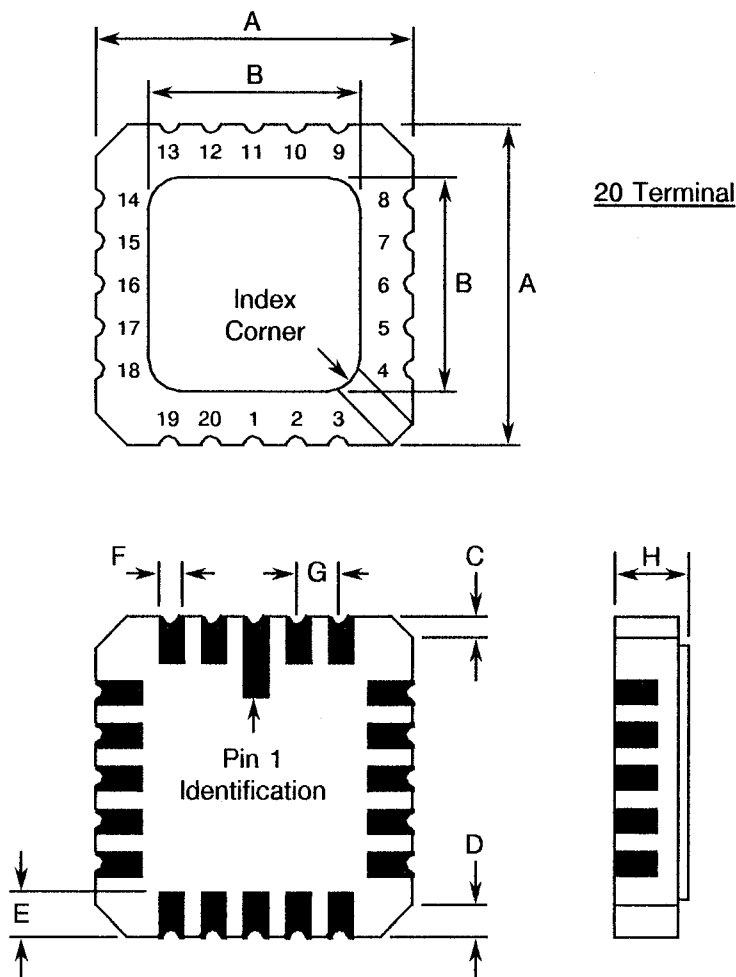 A
B
13 12 11 10 9
20 Terminal
14
15
16
17
18
8
7
6
5
4
B
A
Index
Corner
19 20 1 2 3
F
G
C
H
Pin 1
Identification
D
E